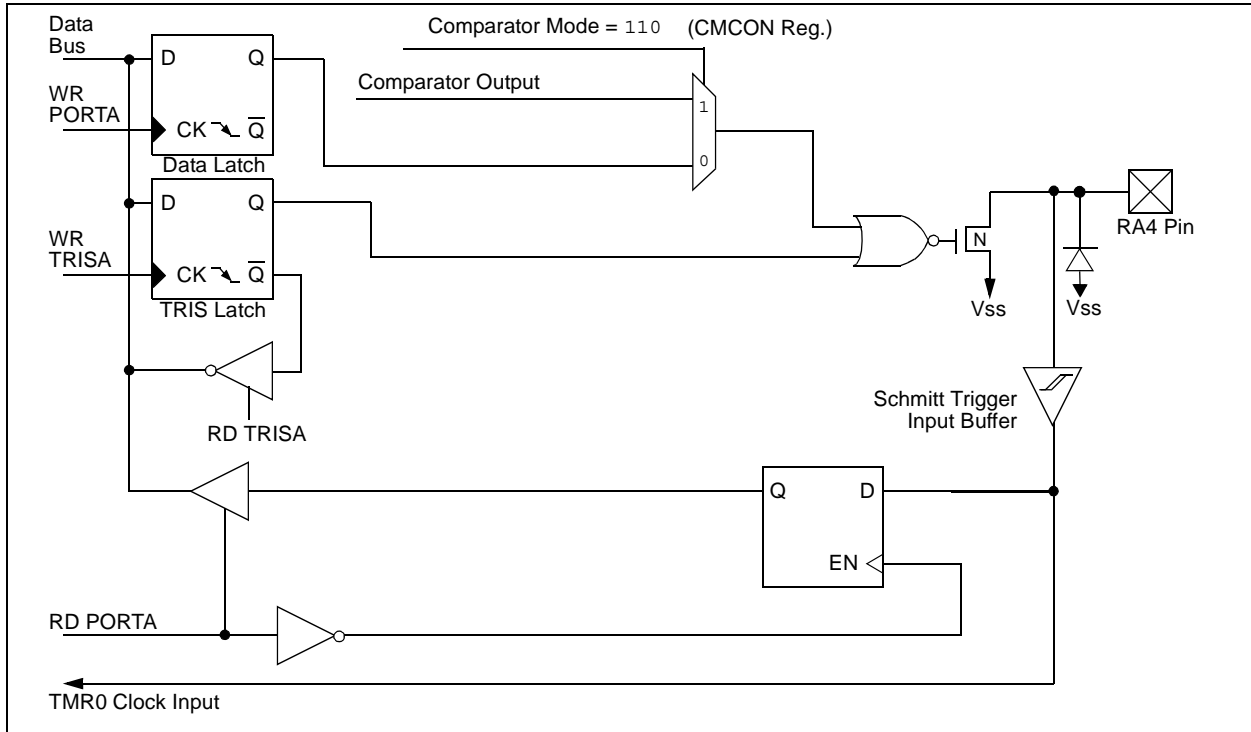 Data
Bus
Comparator Mode = 110 (CMCON Reg.)
D Q
Comparator Output
WR
PORTA
1
CK Q
Data Latch
0
D Q
RA4 Pin
WR
TRISA
N
CK Q
TRIS Latch
Vss
Vss
Schmitt Trigger
Input Buffer
RD TRISA
Q D
EN
RD PORTA
TMR0 Clock Input